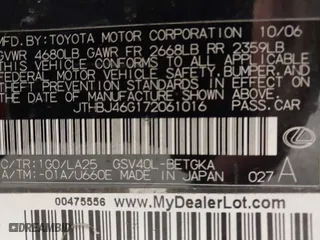 MFD.BY: TOYOTA MOTOR CORPORATION 10/06
GVWR 4680LB GAWR FR 2668LB RR 2359LB
THIS VEHICLE CONFORMS TO ALL APPLICABLE
FEDERAL MOTOR VEHICLE SAFETY AND
THEFT PREVENTION STANDARDS IN EFFECT ON
THE DATE OF MANUFACTURE SHOWN ABOVE.
JTHBJ46G172061016 PASS. CAR
C/TR:1G0/LA25 GSV40L-BETGKA
A/TM:-01A/U660E MADE IN JAPAN 027 A
LEXUS
00475556 www.MyDealerLot.com